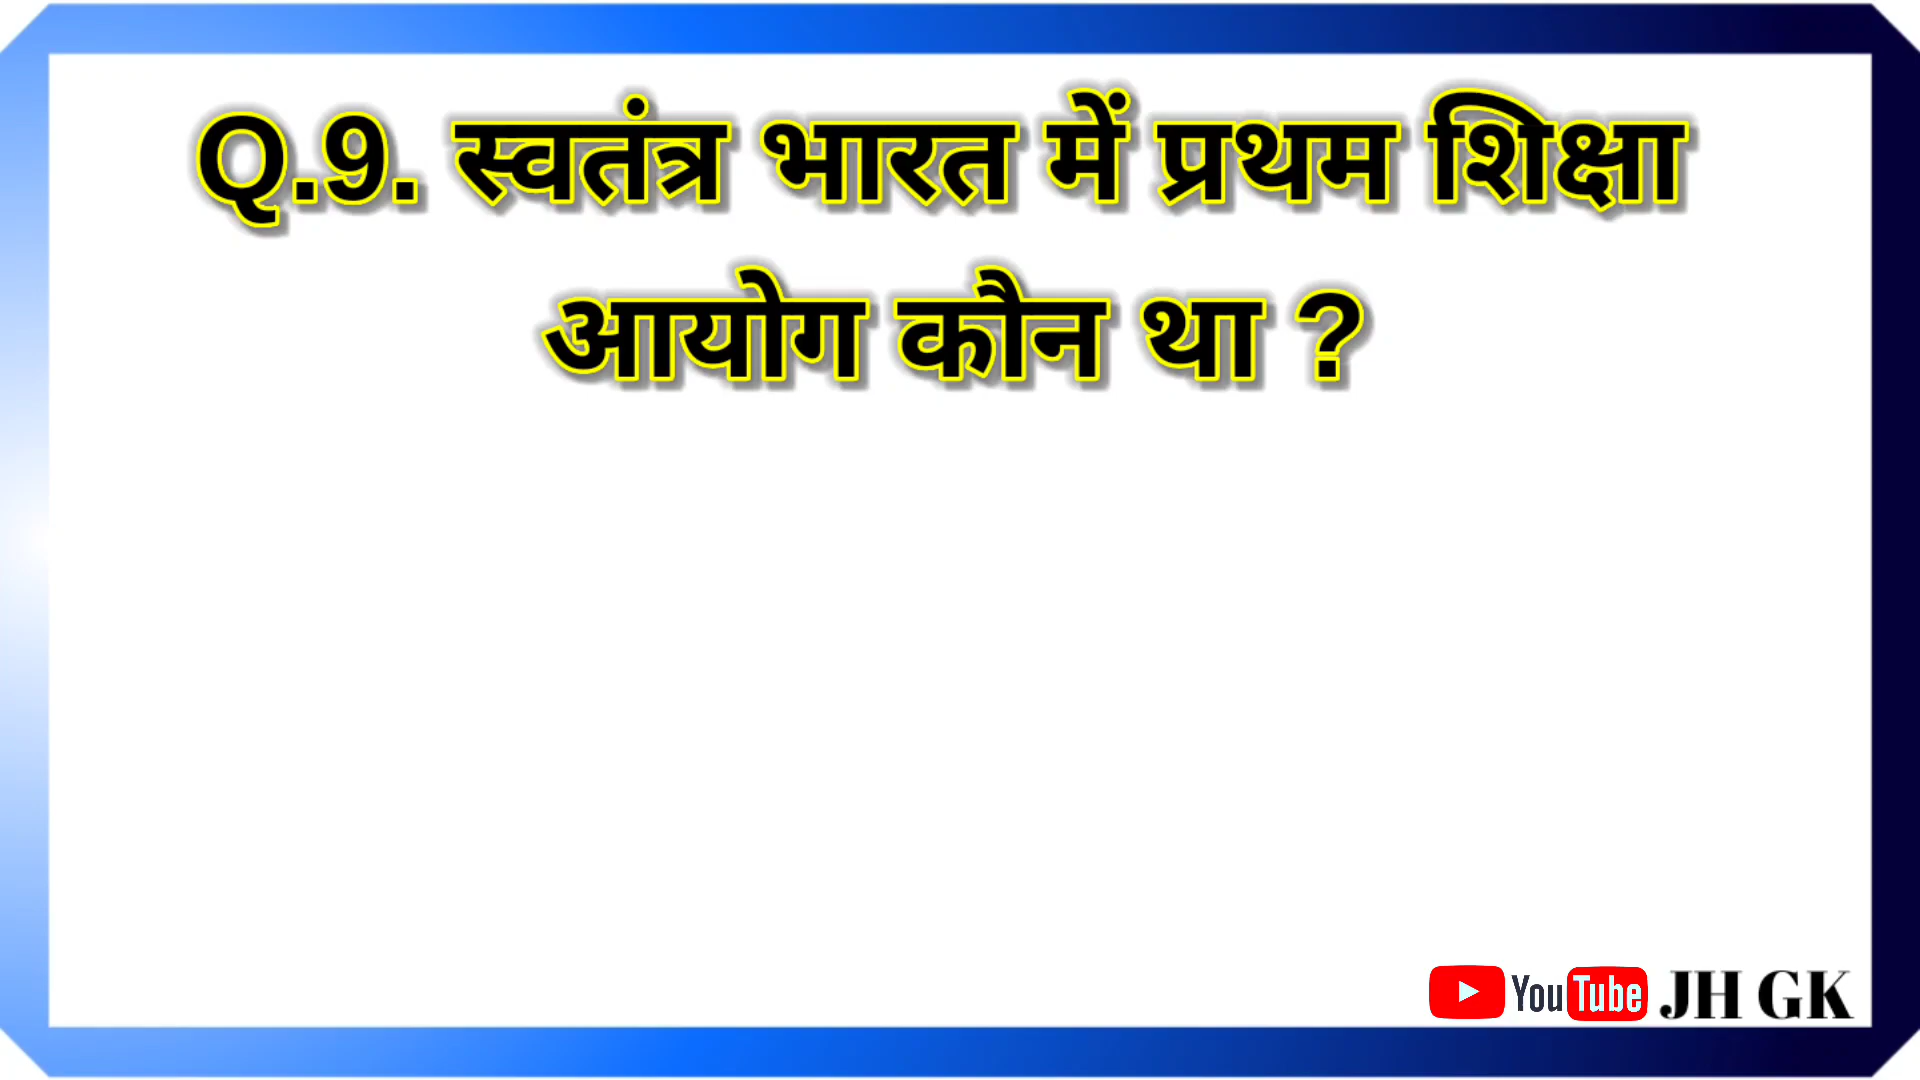 Q.9. स्वतंत्र भारत में प्रथम शिक्षा
आयोग कौन था ?
YouTube JH GK